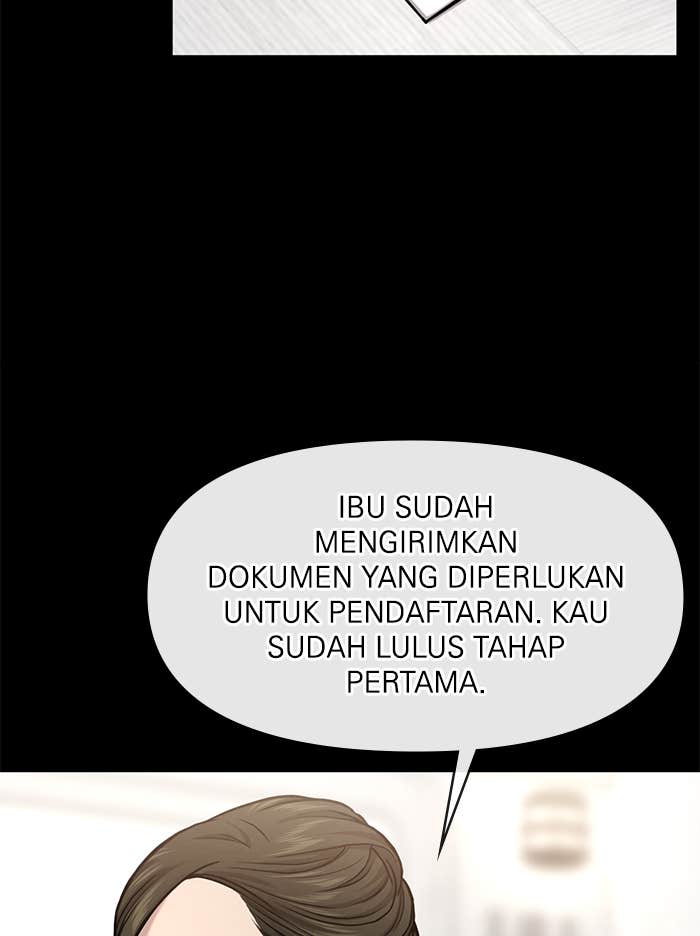 IBU SUDAH
MENGIRIMKAN
DOKUMEN YANG DIPERLUKAN
UNTUK PENDAFTARAN. KAU
SUDAH LULUS TAHAP
PERTAMA.